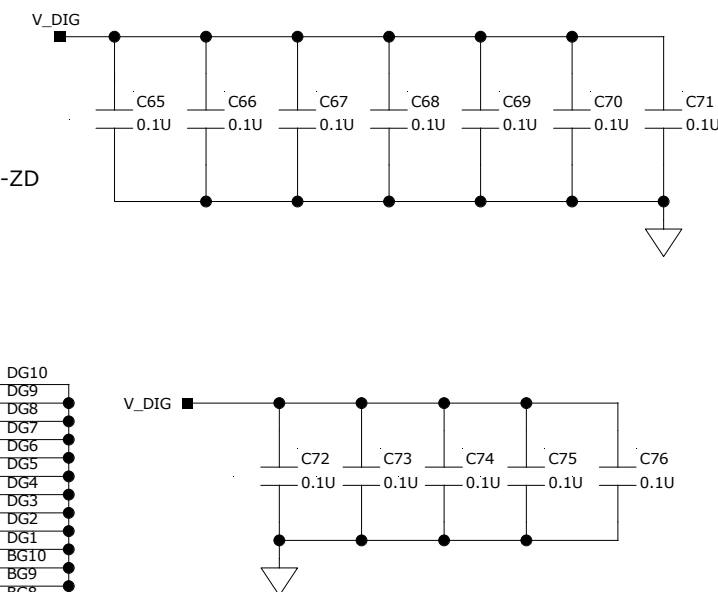 V_DIG
C65 C66 C67 C68 C69 C70 C71
0.1U 0.1U 0.1U 0.1U 0.1U 0.1U 0.1U
-ZD
DG10
DG9
DG8
DG7
DG6
DG5
DG4
DG3
DG2
DG1
BG10
BG9
BG8
V_DIG
C72 C73 C74 C75 C76
0.1U 0.1U 0.1U 0.1U 0.1U